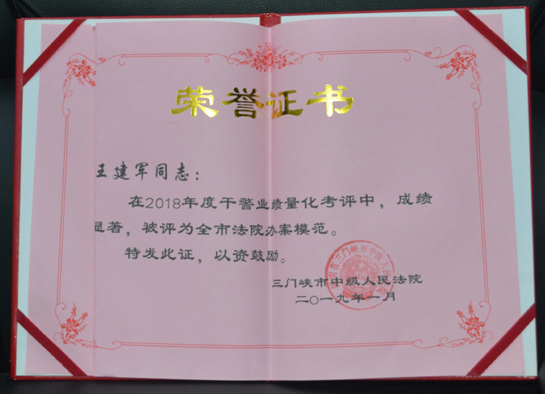 荣誉证书
王建军同志：
在2018年度干警业绩量化考评中，成绩
显著，被评为全市法院办案模范。
特发此证，以资鼓励。
三门峡市中级人民法院
二〇一九年一月